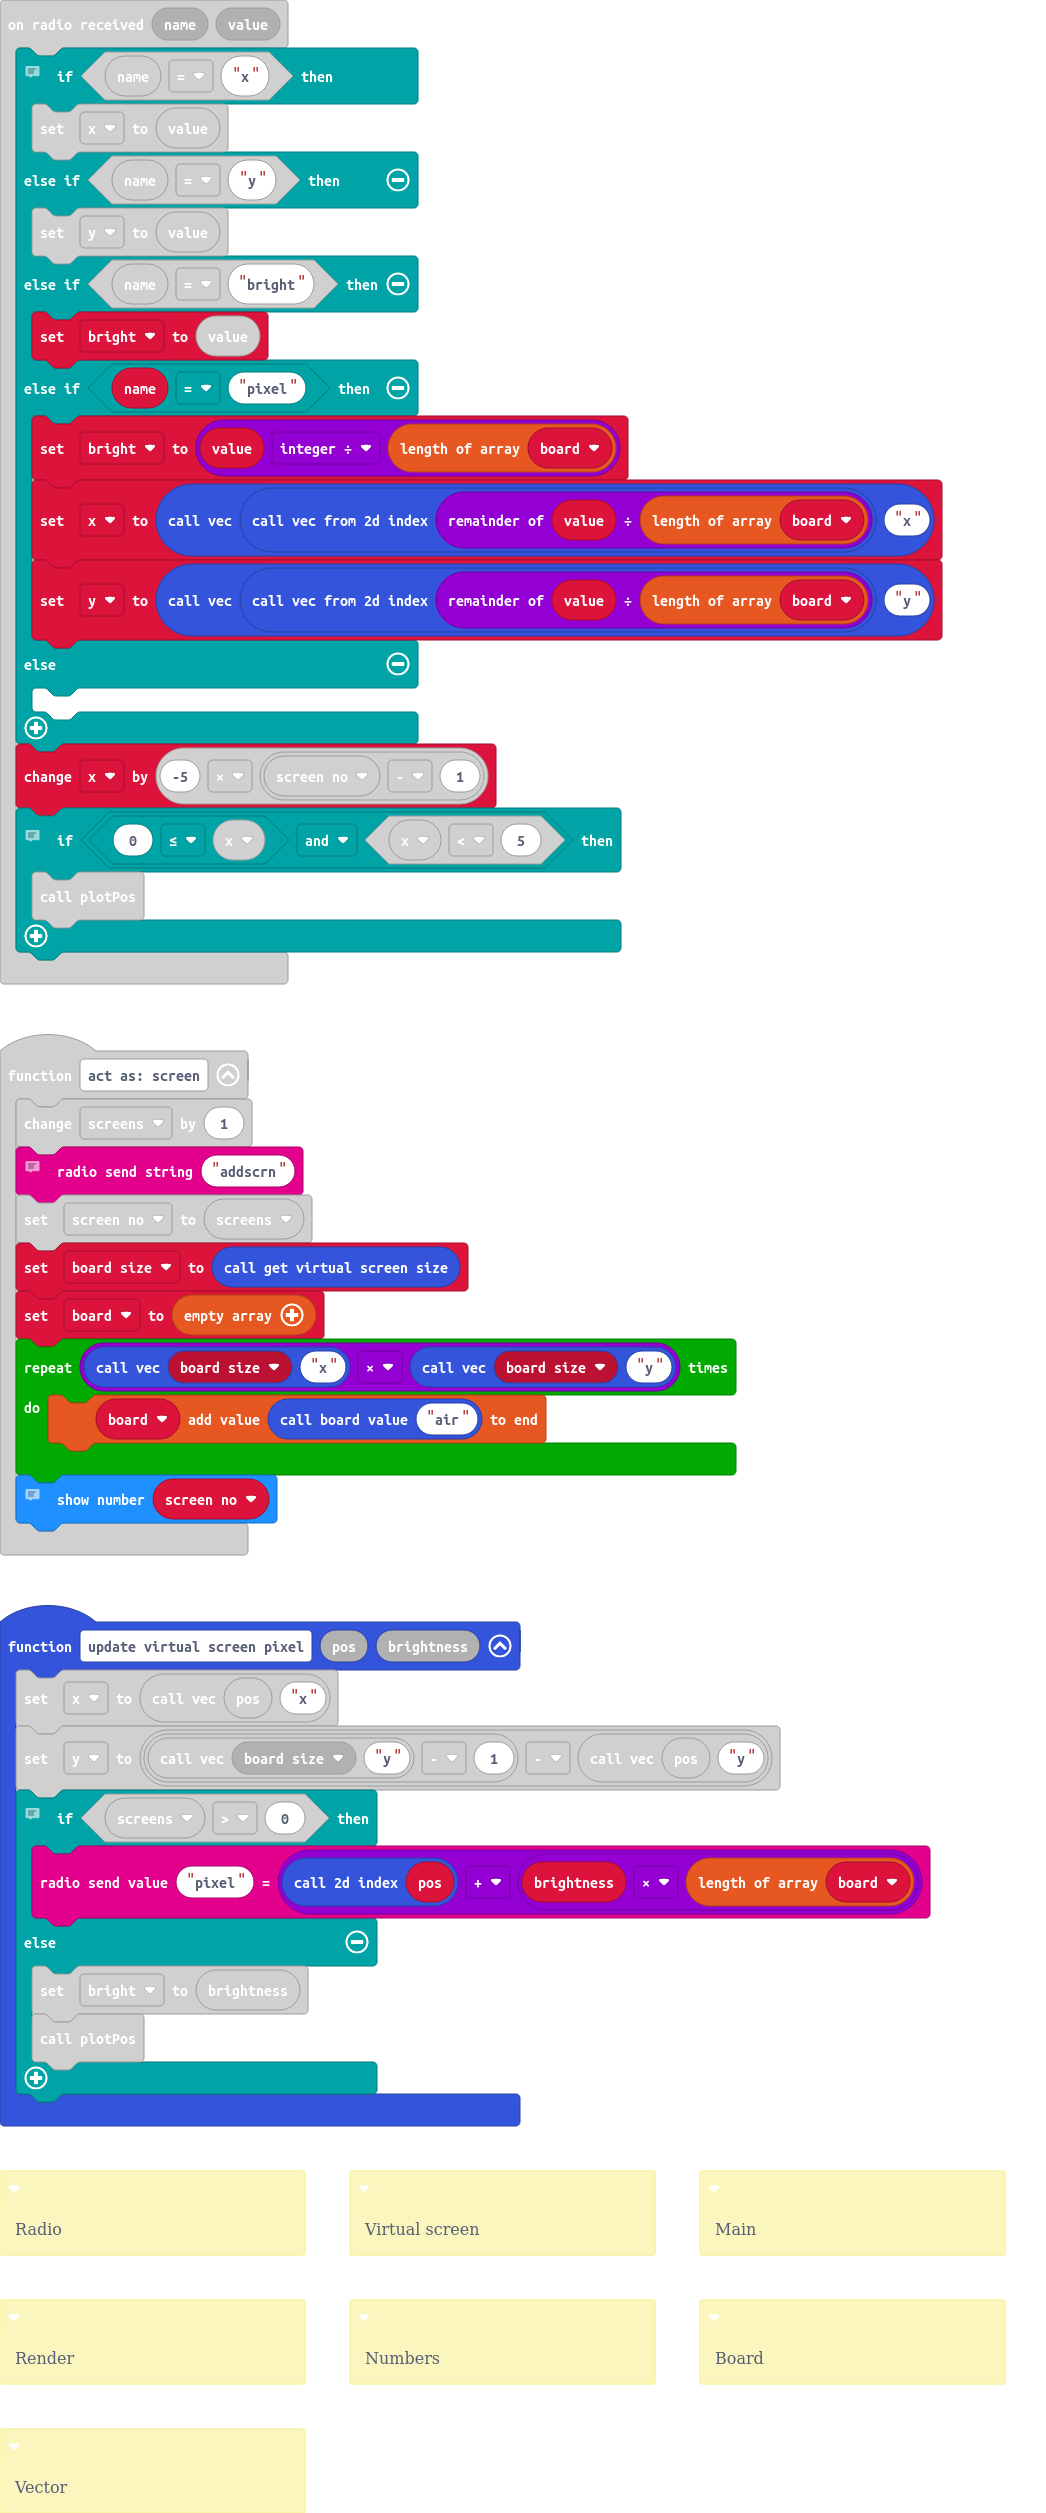 on radio received name value
if name = "x" then
set x to value
else if name = "y" then
set y to value
else if name = "bright" then
set bright to value
else if name = "pixel" then
set bright to value integer ÷ length of array board
set x to call vec call vec from 2d index remainder of value ÷ length of array board "x"
set y to call vec call vec from 2d index remainder of value ÷ length of array board "y"
else
change x by -5 × screen no - 1
if 0 ≤ x and x < 5 then
call plotPos
function act as: screen
change screens by 1
radio send string "addscrn"
set screen no to screens
set board size to call get virtual screen size
set board to empty array
repeat call vec board size "x" × call vec board size "y" times
do board add value call board value "air" to end
show number screen no
function update virtual screen pixel pos brightness
set x to call vec pos "x"
set y to call vec board size "y" - 1 - call vec pos "y"
if screens > 0 then
radio send value "pixel" = call 2d index pos + brightness × length of array board
else
set bright to brightness
call plotPos
Radio Virtual screen Main
Render Numbers Board
Vector